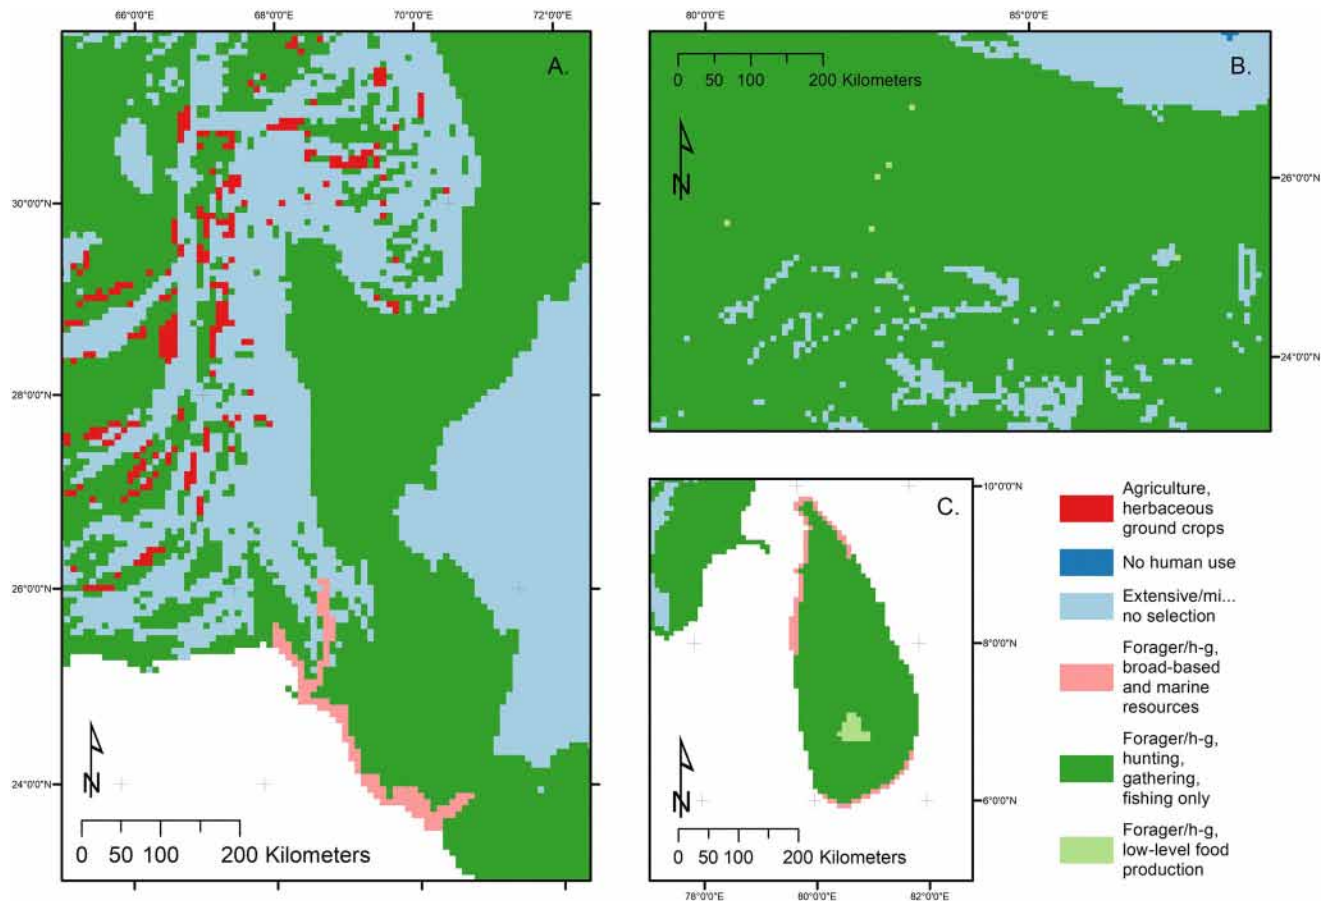 66°0'0"E 68°0'0"E 70°0'0"E 72°0'0"E
A.
30°0'0"N
28°0'0"N
26°0'0"N
24°0'0"N
N
0 50 100 200 Kilometers
80°0'0"E 85°0'0"E
0 50 100 200 Kilometers
B.
N
26°0'0"N
24°0'0"N
C.
10°0'0"N
8°0'0"N
6°0'0"N
N
0 50 100 200 Kilometers
78°0'0"E 80°0'0"E 82°0'0"E
Agriculture,
herbaceous
ground crops
No human use
Extensive/mi...
no selection
Forager/h-g,
broad-based
and marine
resources
Forager/h-g,
hunting,
gathering,
fishing only
Forager/h-g,
low-level food
production